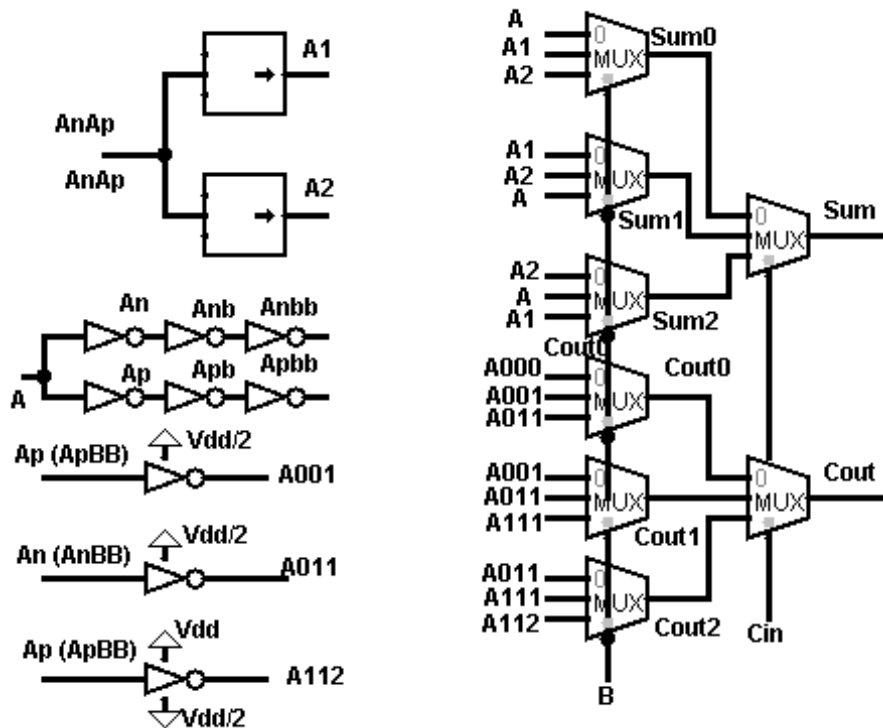 A1
AnAp
AnAp
A2
An Anb Anbb
Ap Apb Apbb
A
Vdd/2
Ap (ApBB)
A001
Vdd/2
An (AnBB)
A011
Vdd
Ap (ApBB)
A112
Vdd/2
A
A1
A2
0
MUX
Sum0
A1
A2
A
0
MUX
Sum1
A2
A
A1
0
MUX
Sum2
Cout0
A000
A001
A011
0
MUX
Cout0
A001
A011
A111
0
MUX
Cout1
A011
A111
A112
0
MUX
Cout2
B
0
MUX
Sum
0
MUX
Cout
Cin